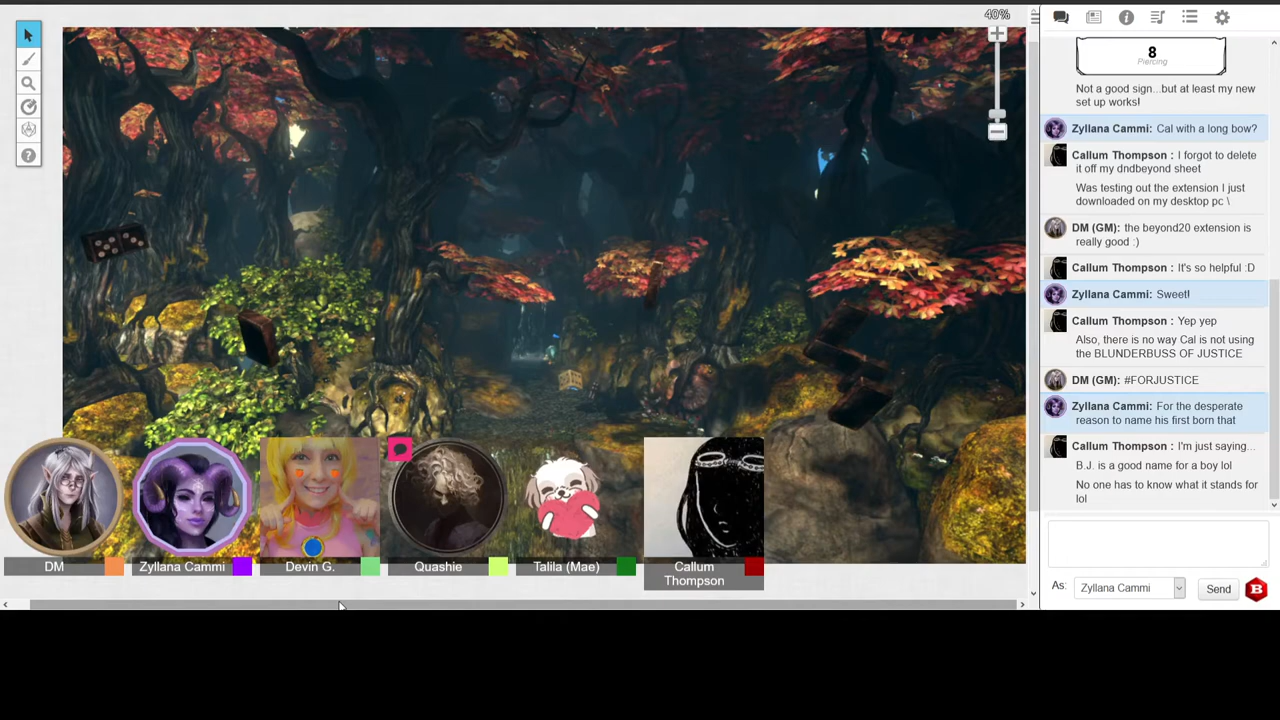 40%
8
Piercing
Not a good sign...but at least my new
set up works!
Zyllana Cammi: Cal with a long bow?
Callum Thompson : I forgot to delete
it off my dndbeyond sheet
Was testing out the extension I just
downloaded on my desktop pc \
DM (GM): the beyond20 extension is
really good :)
Callum Thompson : It's so helpful :D
Zyllana Cammi: Sweet!
Callum Thompson : Yep yep
Also, there is no way Cal is not using
the BLUNDERBUSS OF JUSTICE
DM (GM): #FORJUSTICE
Zyllana Cammi: For the desperate
reason to name his first born that
Callum Thompson : I'm just saying...
B.J. is a good name for a boy lol
No one has to know what it stands for
lol
DM
Zyllana Cammi
Devin G.
Quashie
Talila (Mae)
Callum
Thompson
As:
Zyllana Cammi
Send
B